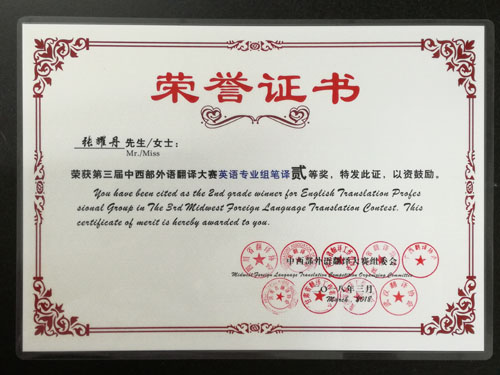 荣誉证书
张耀丹 先生/女士：
Mr./Miss
荣获第三届中西部外语翻译大赛英语专业组笔译贰等奖，特发此证，以资鼓励。
You have been cited as the 2nd grade winner for English Translation Profes
sional Group in The 3rd Midwest Foreign Language Translation Contest. This
certificate of merit is hereby awarded to you.
中西部外语翻译大赛组委会
Midwest Foreign Language Translation Competition Organizing Committee
二〇一八年三月
March, 2018